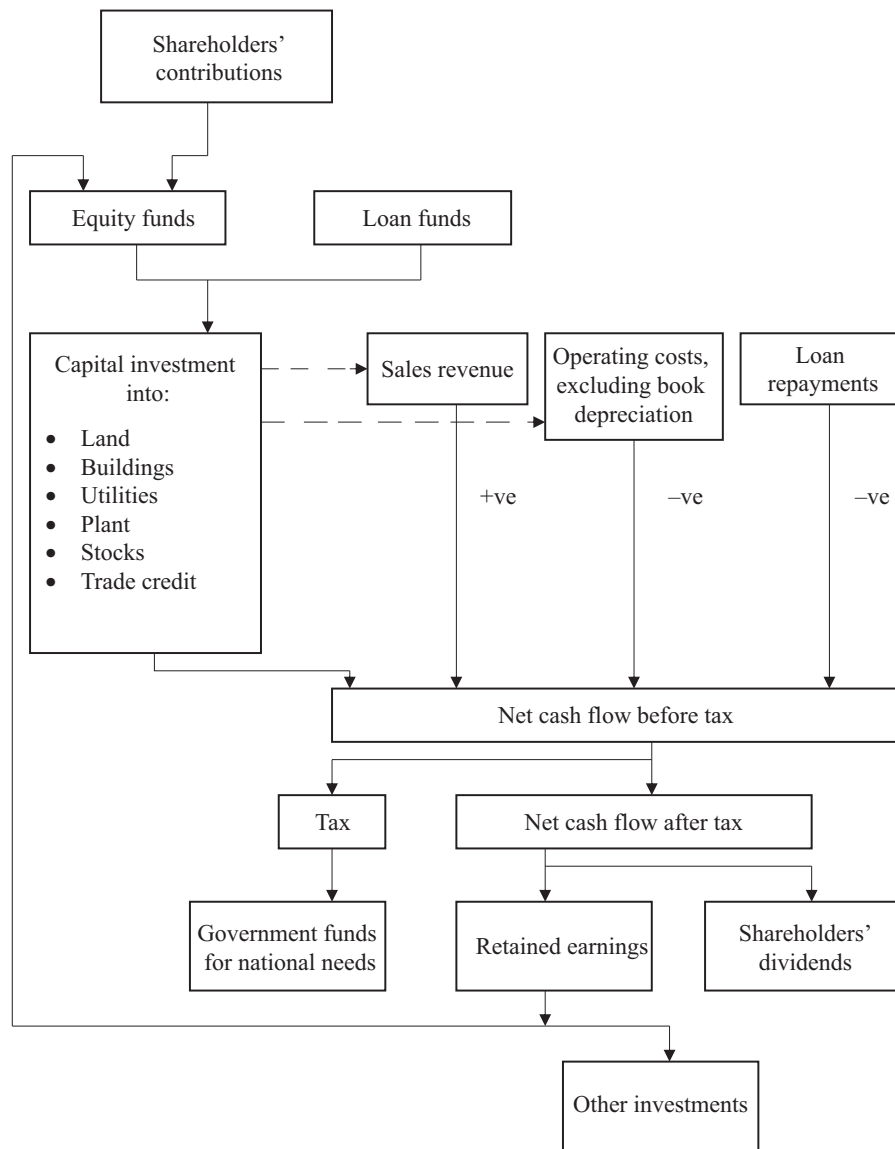 Shareholders’
contributions
Equity funds
Loan funds
Capital investment
into:
• Land
• Buildings
• Utilities
• Plant
• Stocks
• Trade credit
Sales revenue
Operating costs,
excluding book
depreciation
Loan
repayments
+ve
–ve
–ve
Net cash flow before tax
Tax
Net cash flow after tax
Government funds
for national needs
Retained earnings
Shareholders’
dividends
Other investments